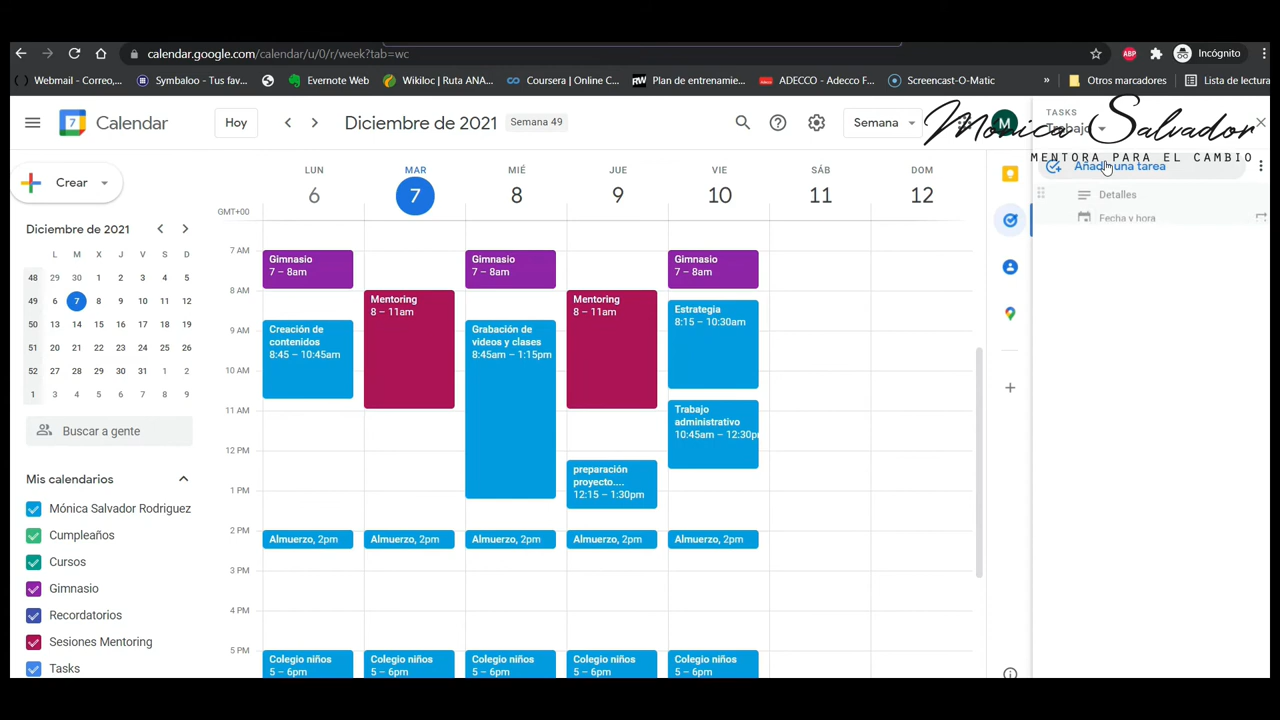 calendar.google.com/calendar/u/0/r/week?tab=wc
ABP
Incógnito
Webmail - Correo,...
Symbaloo - Tus fav...
Evernote Web
Wikiloc | Ruta ANA...
Coursera | Online C...
RW
Plan de entrenamie...
ADECCO - Adecco F...
Screencast-O-Matic
»
Otros marcadores
Lista de lectura
7
Calendar
Hoy
Diciembre de 2021
Semana 49
Semana
M
TASKS
Trabajo
Mónica Salvador
MENTORA PARA EL CAMBIO
Añadir una tarea
Detalles
Fecha y hora
Crear
Diciembre de 2021
L M X J V S D
48 29 30 1 2 3 4 5
49 6 7 8 9 10 11 12
50 13 14 15 16 17 18 19
51 20 21 22 23 24 25 26
52 27 28 29 30 31 1 2
1 3 4 5 6 7 8 9
Buscar a gente
Mis calendarios
Mónica Salvador Rodriguez
Cumpleaños
Cursos
Gimnasio
Recordatorios
Sesiones Mentoring
Tasks
LUN MAR MIÉ JUE VIE SÁB DOM
6 7 8 9 10 11 12
GMT+00
7 AM
8 AM
9 AM
10 AM
11 AM
12 PM
1 PM
2 PM
3 PM
4 PM
5 PM
Gimnasio
7 – 8am
Creación de
contenidos
8:45 – 10:45am
Almuerzo, 2pm
Colegio niños
5 – 6pm
Mentoring
8 – 11am
Almuerzo, 2pm
Colegio niños
5 – 6pm
Gimnasio
7 – 8am
Grabación de
videos y clases
8:45am – 1:15pm
Almuerzo, 2pm
Colegio niños
5 – 6pm
Mentoring
8 – 11am
preparación
proyecto....
12:15 – 1:30pm
Almuerzo, 2pm
Colegio niños
5 – 6pm
Gimnasio
7 – 8am
Estrategia
8:15 – 10:30am
Trabajo
administrativo
10:45am – 12:30p
Almuerzo, 2pm
Colegio niños
5 – 6pm